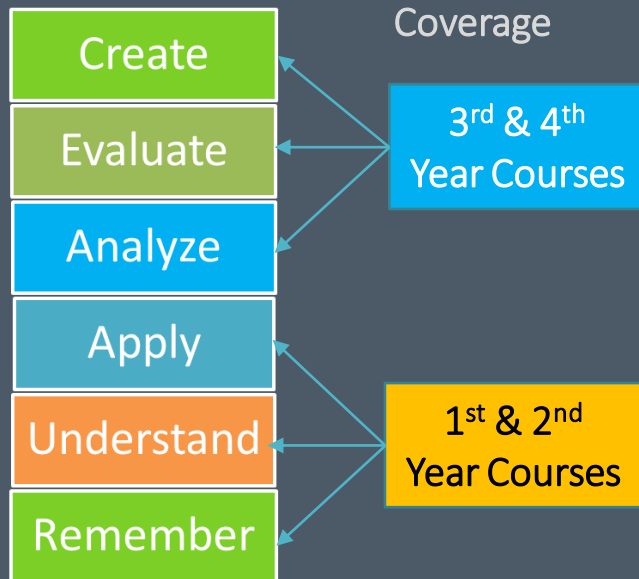 Coverage
Create
Evaluate
Analyze
Apply
Understand
Remember
3rd & 4th
Year Courses
1st & 2nd
Year Courses